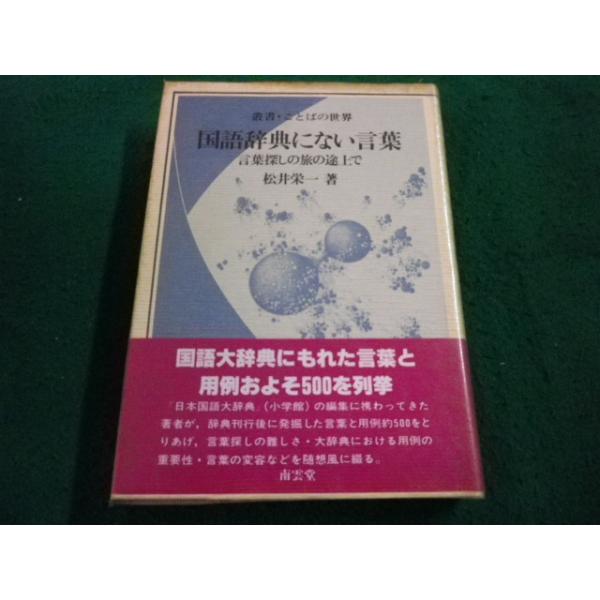 叢書・ことばの世界
国語辞典にない言葉
言葉探しの旅の途上で
松井栄一 著
国語大辞典にもれた言葉と
用例およそ500を列挙
「日本国語大辞典」(小学館)の編集に携わってきた
著者が，辞典刊行後に発掘した言葉と用例約500をと
りあげ，言葉探しの難しさ・大辞典における用例の
重要性・言葉の変容などを随想風に綴る。
南雲堂